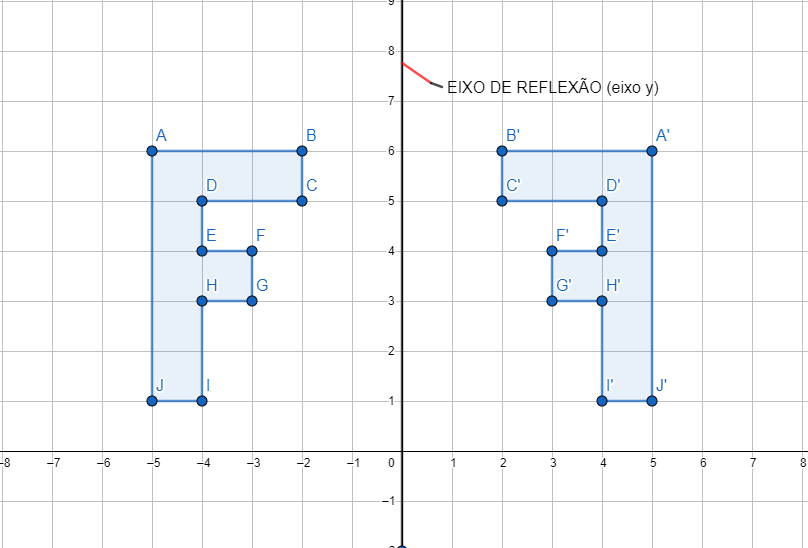 9
8
EIXO DE REFLEXÃO (eixo y)
7
A B B' A'
6
D C C' D'
5
E F F' E'
4
H G G' H'
3
2
J I I' J'
1
–8 –7 –6 –5 –4 –3 –2 –1 0 1 2 3 4 5 6 7 8
–1